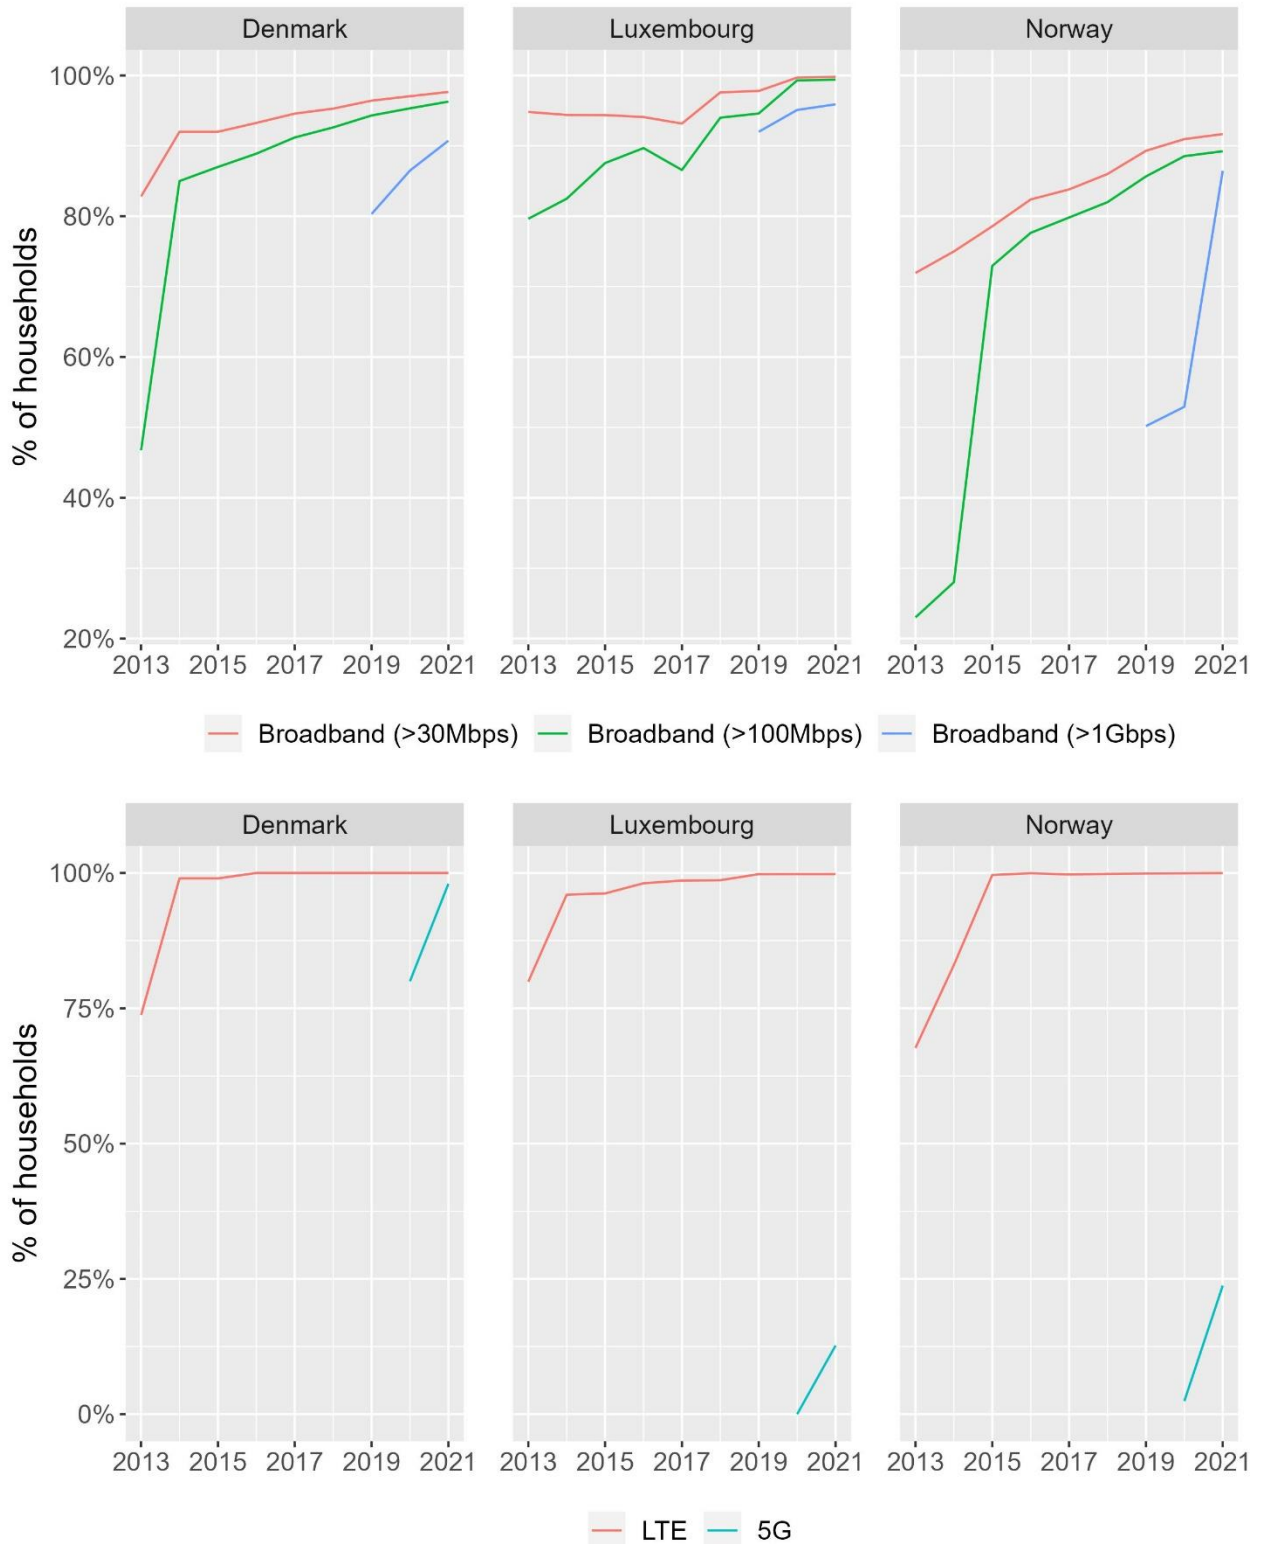 Denmark Luxembourg Norway
100%
80%
60%
40%
20%
% of households
2013 2015 2017 2019 2021 2013 2015 2017 2019 2021 2013 2015 2017 2019 2021
Broadband (>30Mbps) Broadband (>100Mbps) Broadband (>1Gbps)
Denmark Luxembourg Norway
100%
75%
50%
25%
0%
% of households
2013 2015 2017 2019 2021 2013 2015 2017 2019 2021 2013 2015 2017 2019 2021
LTE 5G